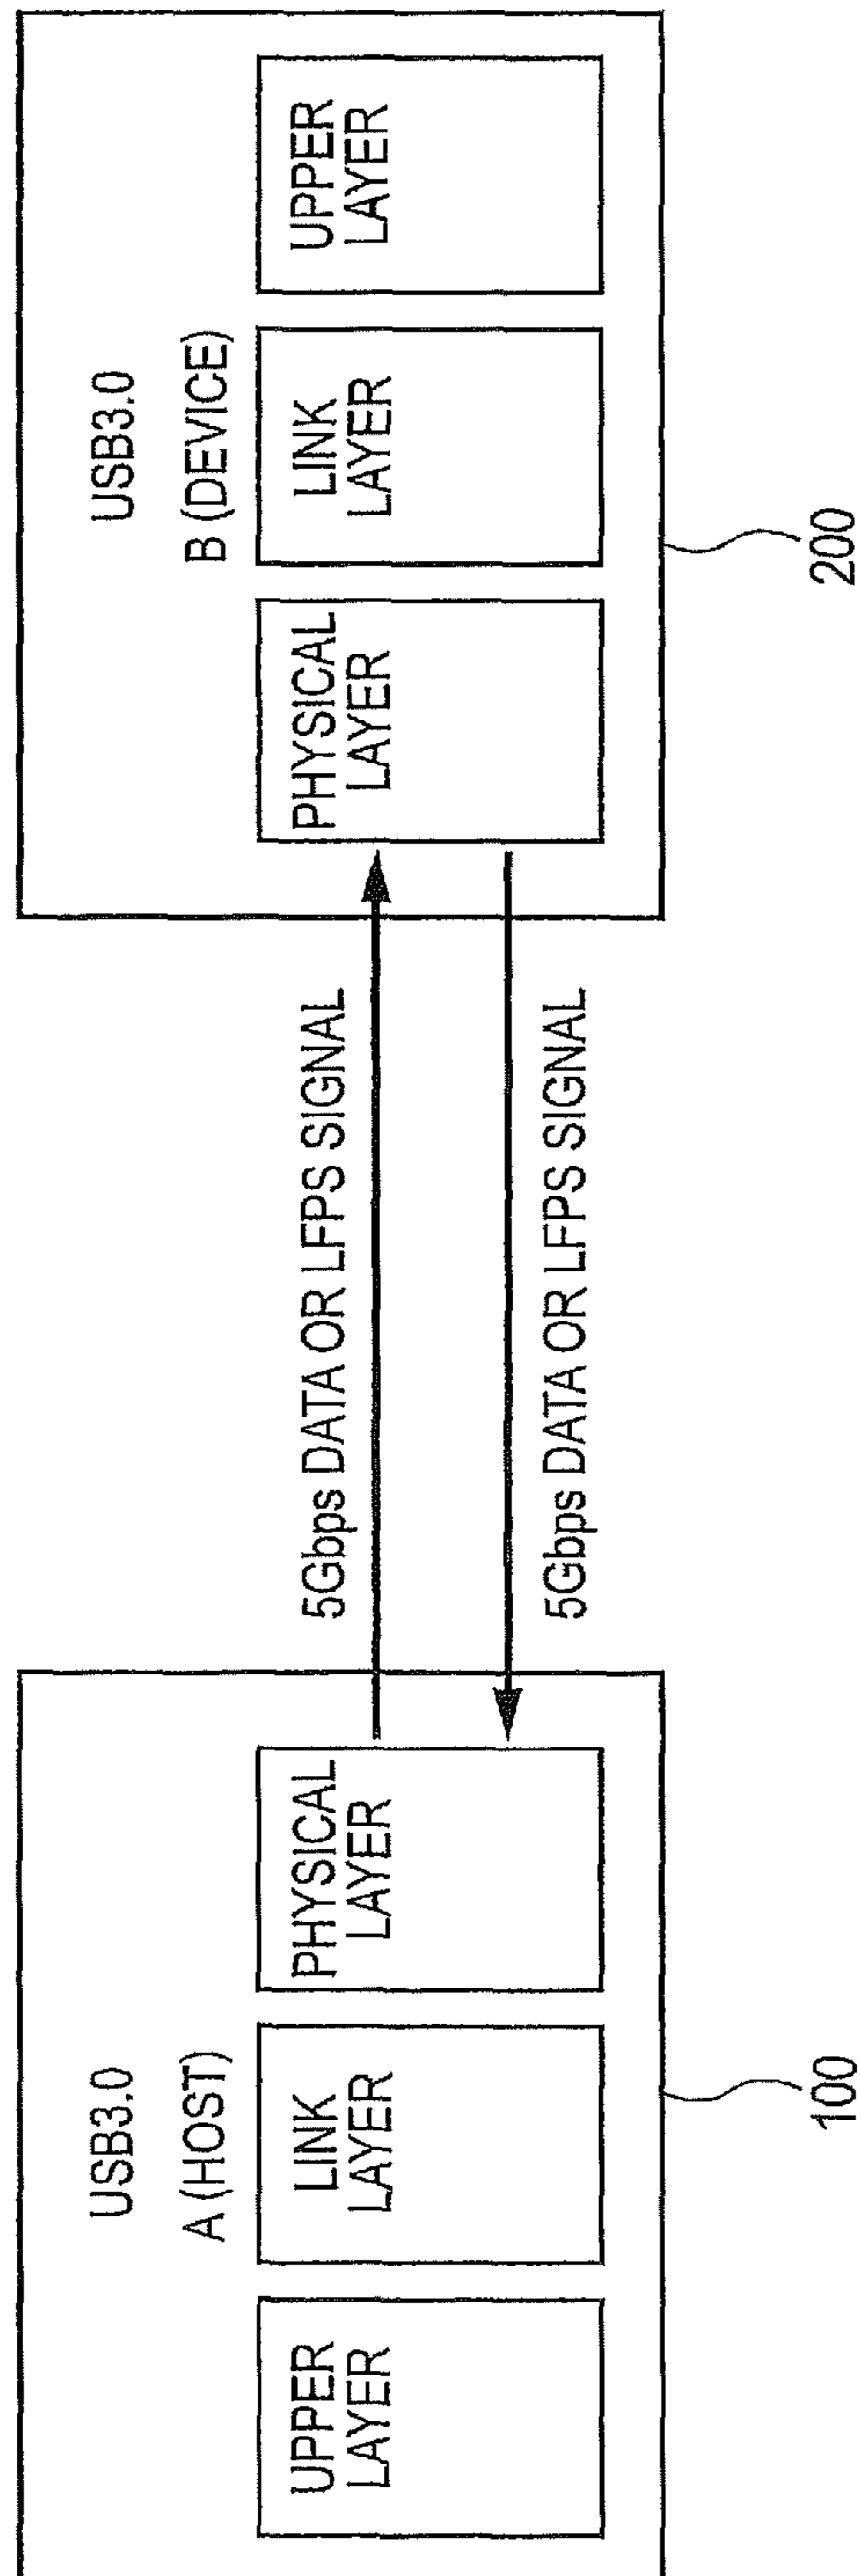 USB3.0
A (HOST)
UPPER
LAYER
LINK
LAYER
PHYSICAL
LAYER
100
5Gbps DATA OR LFPS SIGNAL
5Gbps DATA OR LFPS SIGNAL
USB3.0
B (DEVICE)
PHYSICAL
LAYER
LINK
LAYER
UPPER
LAYER
200